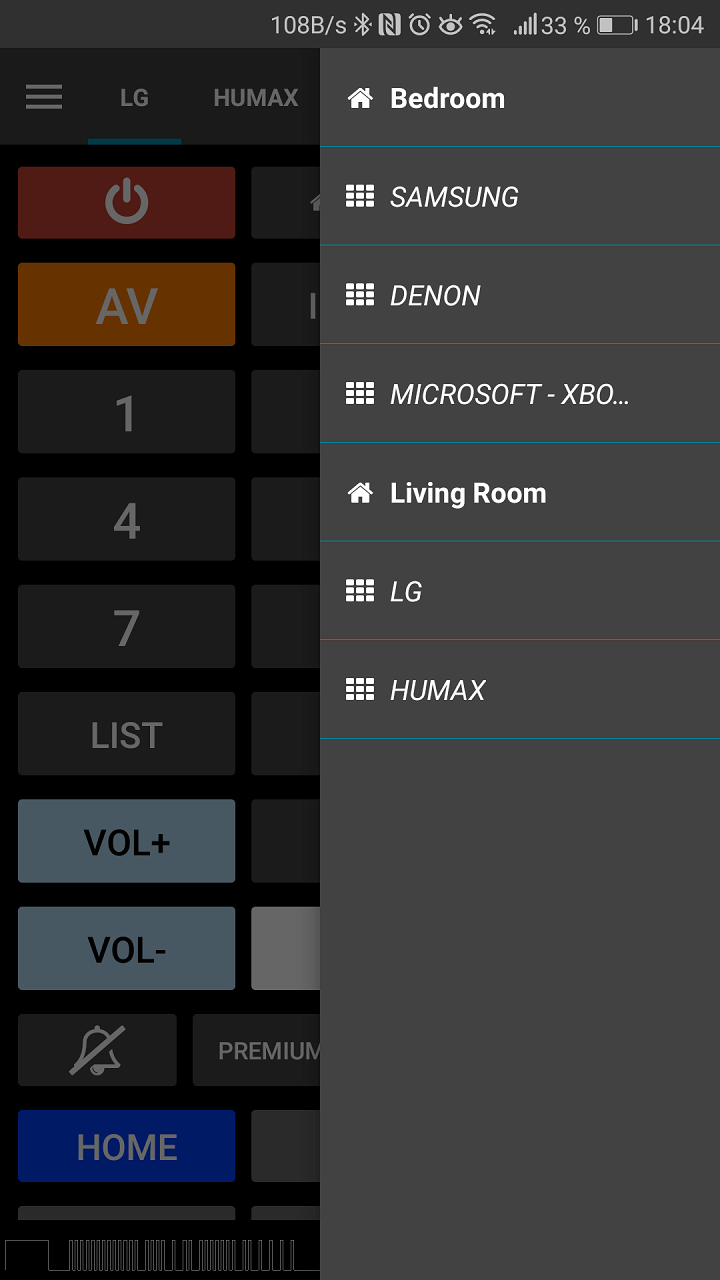 108B/s 33 % 18:04
LG HUMAX
AV
1
4
7
LIST
VOL+
VOL-
PREMIUM
HOME
Bedroom
SAMSUNG
DENON
MICROSOFT - XBO...
Living Room
LG
HUMAX